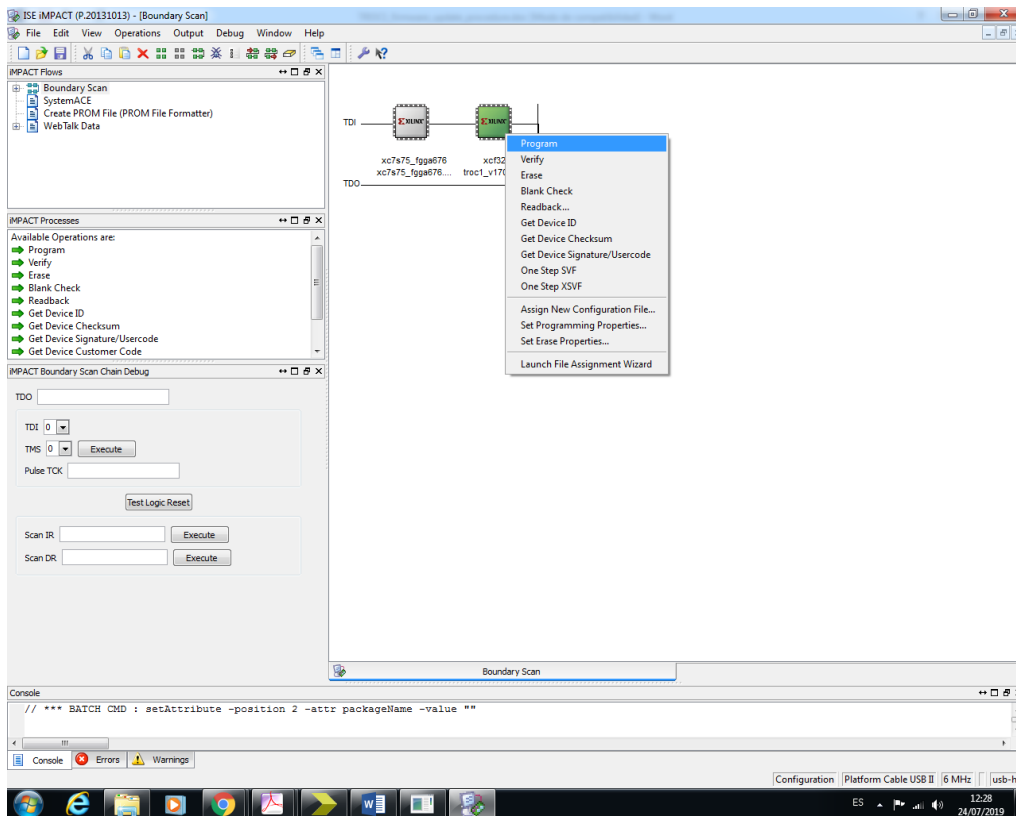 ISE iMPACT (P.20131013) - [Boundary Scan]
File Edit View Operations Output Debug Window Help
iMPACT Flows
Boundary Scan
SystemACE
Create PROM File (PROM File Formatter)
WebTalk Data
iMPACT Processes
Available Operations are:
Program
Verify
Erase
Blank Check
Readback
Get Device ID
Get Device Checksum
Get Device Signature/Usercode
Get Device Customer Code
iMPACT Boundary Scan Chain Debug
TDO
TDI 0
TMS 0 Execute
Pulse TCK
Test Logic Reset
Scan IR Execute
Scan DR Execute
TDI XILINX XILINX
xc7s75_fgga676 xcf32
xc7s75_fgga676.... troc1_v170
TDO
Program
Verify
Erase
Blank Check
Readback...
Get Device ID
Get Device Checksum
Get Device Signature/Usercode
One Step SVF
One Step XSVF
Assign New Configuration File...
Set Programming Properties...
Set Erase Properties...
Launch File Assignment Wizard
Boundary Scan
Console
// *** BATCH CMD : setAttribute -position 2 -attr packageName -value ""
Console Errors Warnings
Configuration Platform Cable USB II 6 MHz usb-h
ES 12:28
24/07/2019